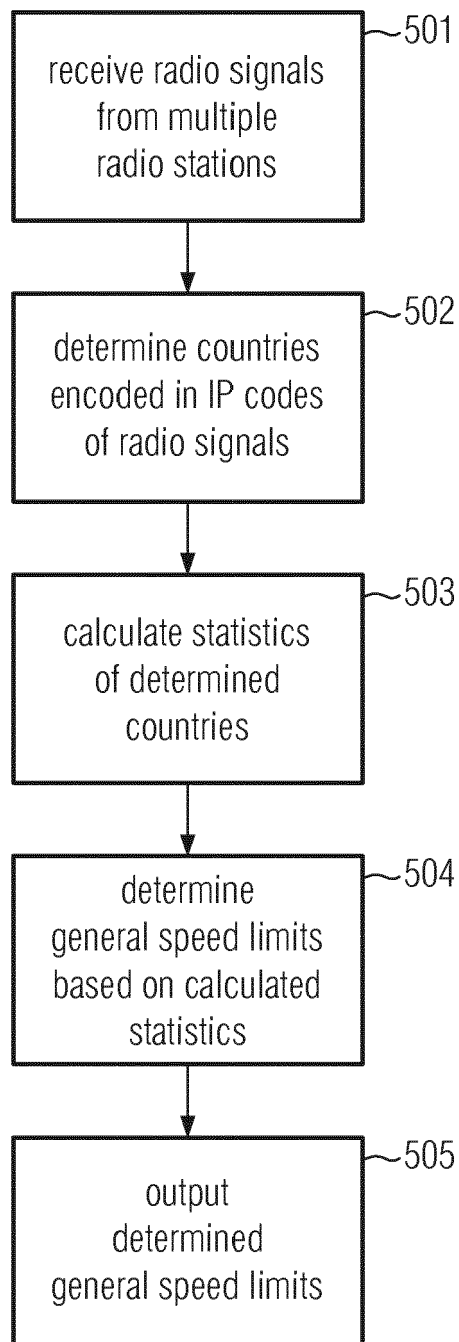 501
receive radio signals
from multiple
radio stations
502
determine countries
encoded in IP codes
of radio signals
503
calculate statistics
of determined
countries
504
determine
general speed limits
based on calculated
statistics
505
output
determined
general speed limits